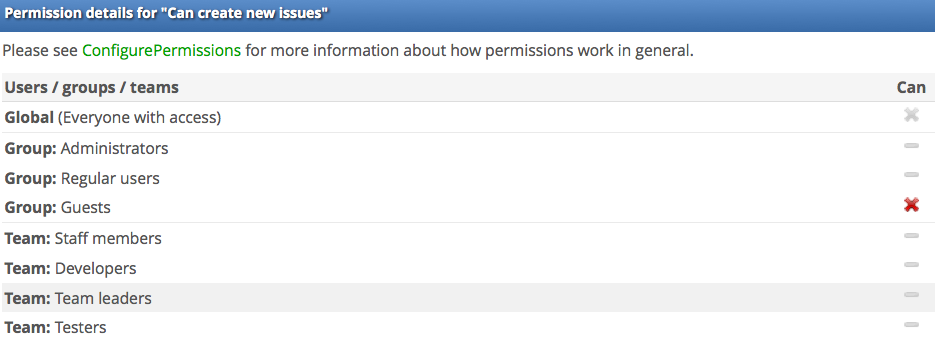 Permission details for "Can create new issues"
Please see ConfigurePermissions for more information about how permissions work in general.
Users / groups / teams Can
Global (Everyone with access)
Group: Administrators
Group: Regular users
Group: Guests
Team: Staff members
Team: Developers
Team: Team leaders
Team: Testers